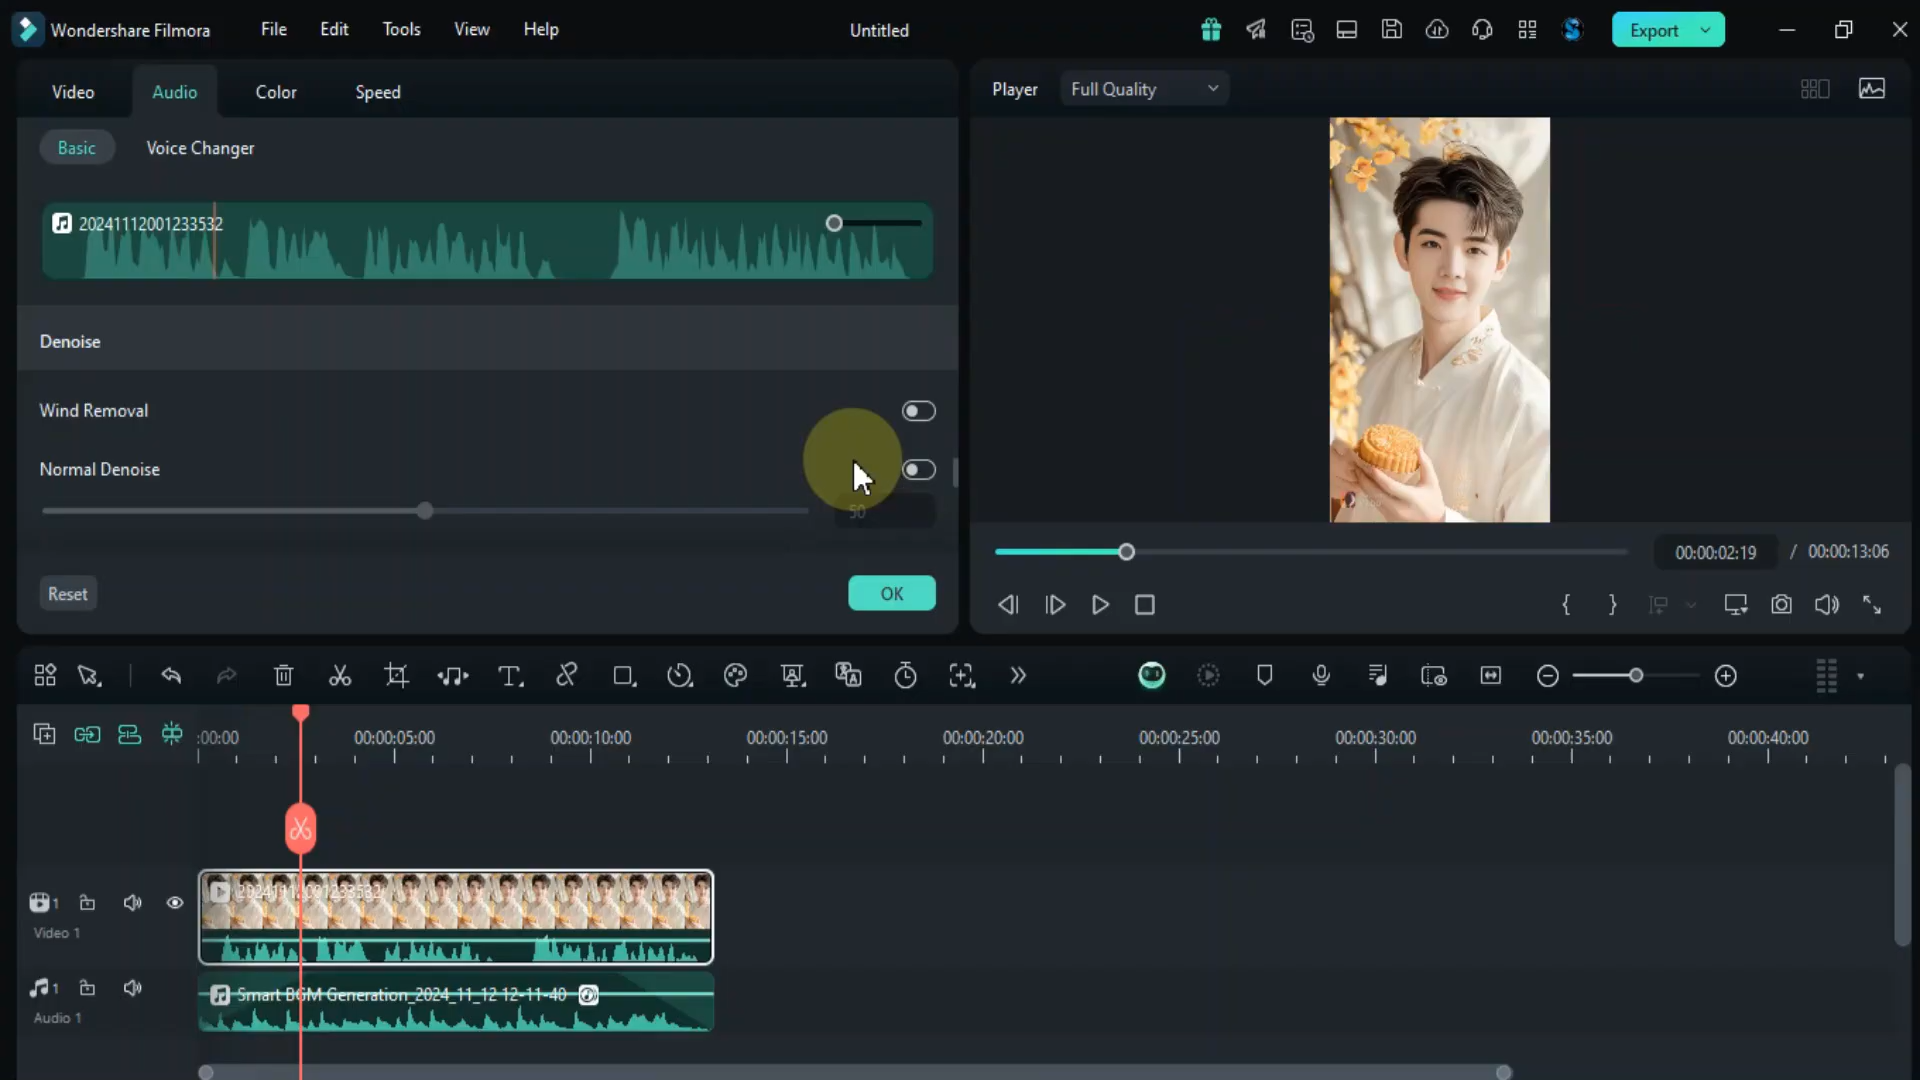 Wondershare Filmora File Edit Tools View Help Untitled Export
Video Audio Color Speed
Player Full Quality
Basic Voice Changer
20241112001233532
Denoise
Wind Removal
Normal Denoise
50
Reset OK
00:00:02:19 / 00:00:13:06
:00:00 00:00:05:00 00:00:10:00 00:00:15:00 00:00:20:00 00:00:25:00 00:00:30:00 00:00:35:00 00:00:40:00
20241112001233532
1
Video 1
Smart BGM Generation_2024_11_12 12-11-40
1
Audio 1